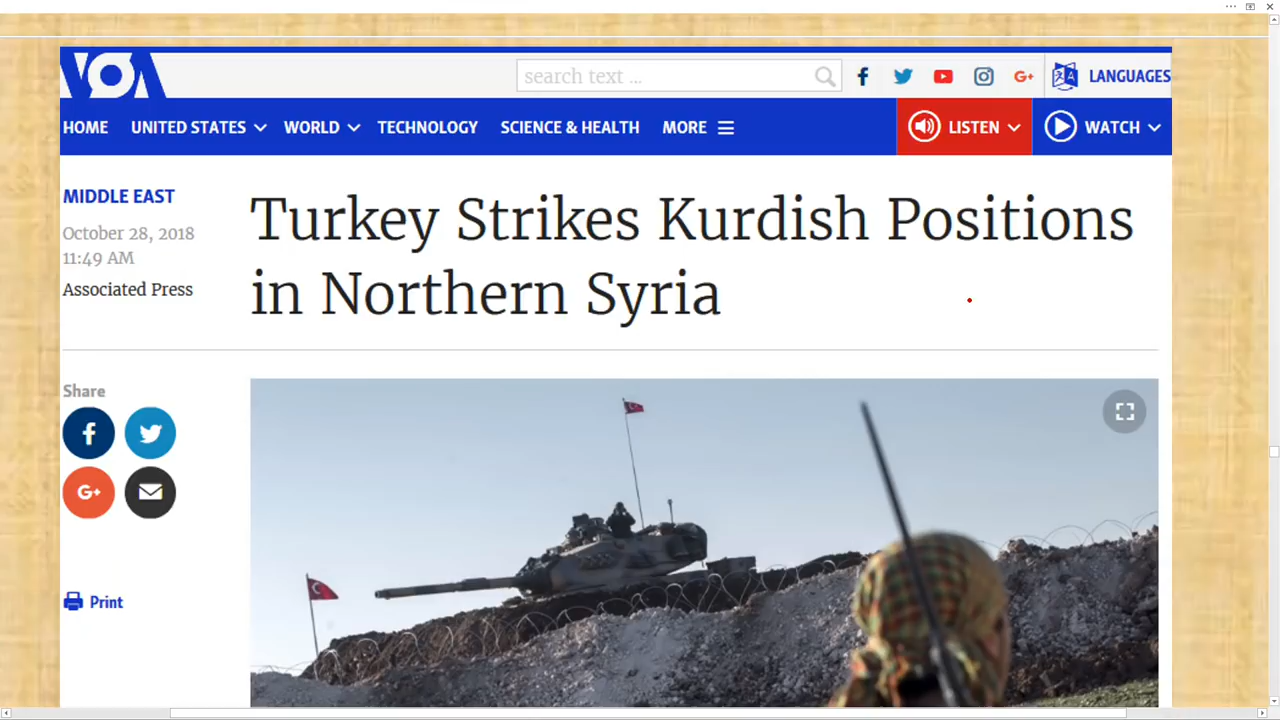 VOA
search text ...
G+
LANGUAGES
HOME UNITED STATES WORLD TECHNOLOGY SCIENCE & HEALTH MORE LISTEN WATCH
MIDDLE EAST
October 28, 2018
11:49 AM
Associated Press
Turkey Strikes Kurdish Positions
in Northern Syria
Share
G+
Print